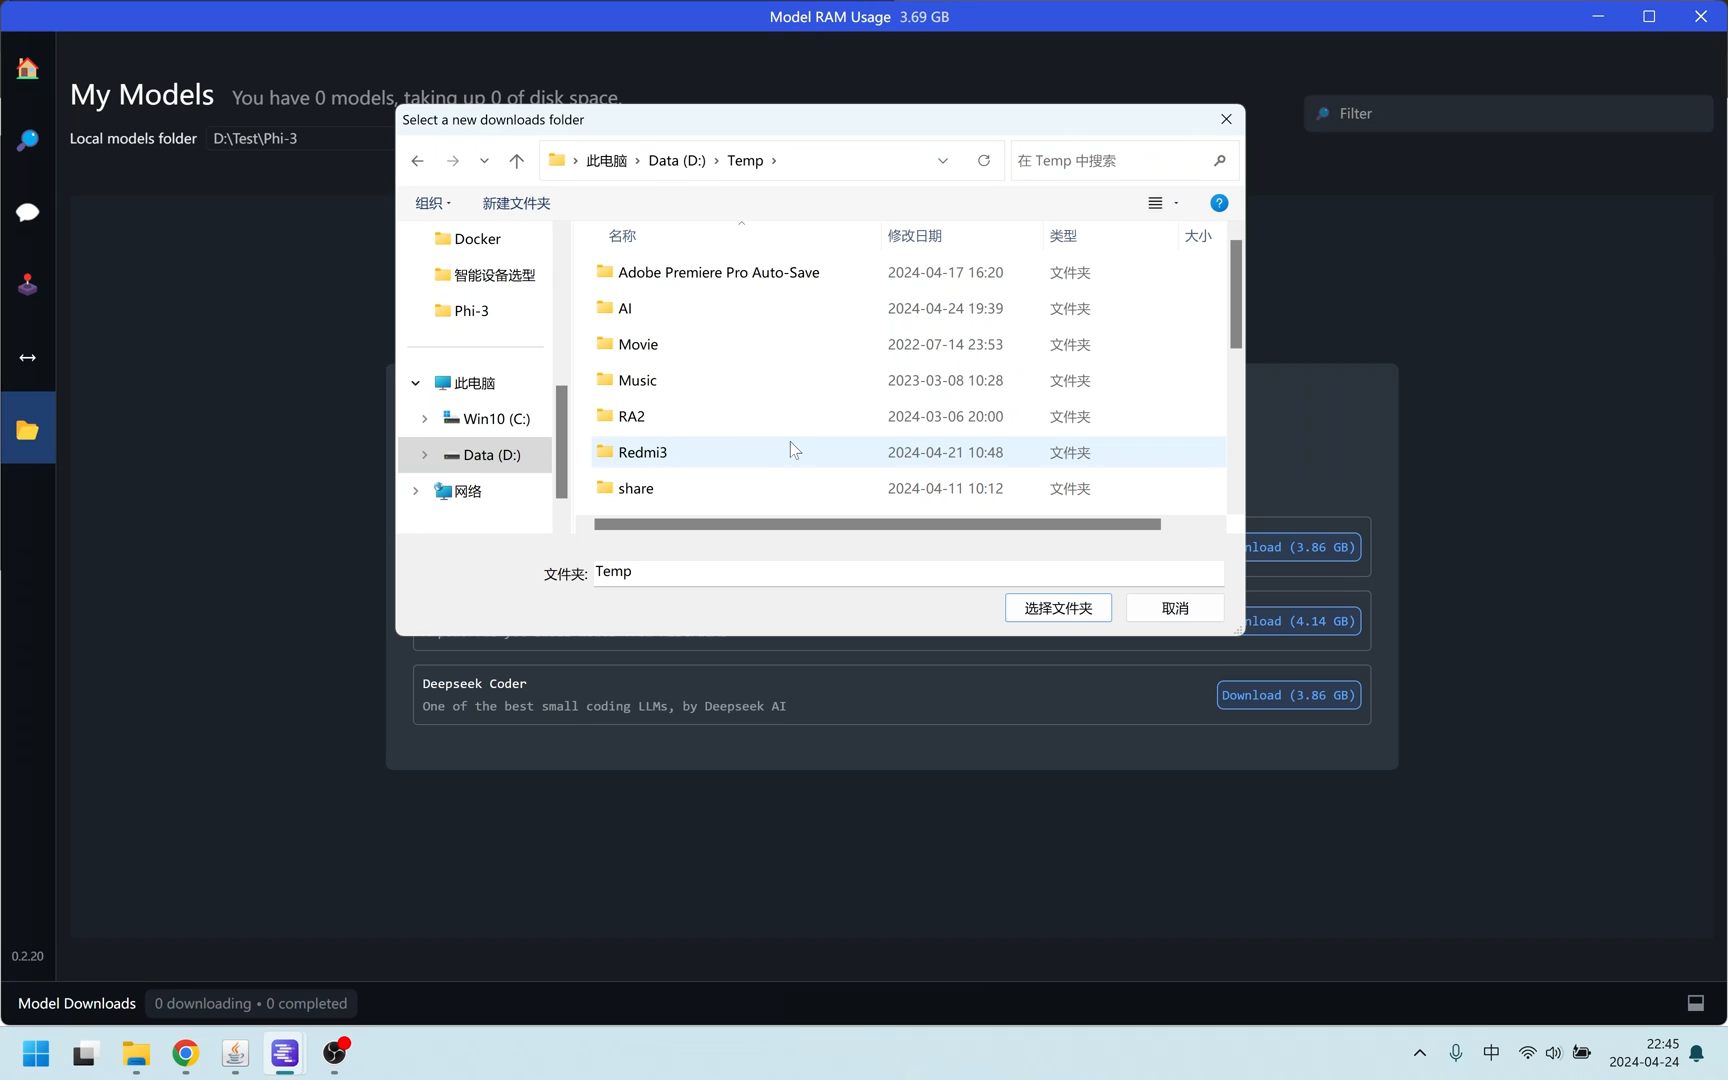 Model RAM Usage 3.69 GB
My Models You have 0 models, taking up 0 of disk space.
Filter
Local models folder D:\Test\Phi-3
Select a new downloads folder
此电脑 › Data (D:) › Temp ›
在 Temp 中搜索
组织 新建文件夹
名称 修改日期 类型 大小
Docker
智能设备选型
Phi-3
此电脑
Win10 (C:)
Data (D:)
网络
Adobe Premiere Pro Auto-Save 2024-04-17 16:20 文件夹
AI 2024-04-24 19:39 文件夹
Movie 2022-07-14 23:53 文件夹
Music 2023-03-08 10:28 文件夹
RA2 2024-03-06 20:00 文件夹
Redmi3 2024-04-21 10:48 文件夹
share 2024-04-11 10:12 文件夹
文件夹: Temp
选择文件夹 取消
nload (3.86 GB)
nload (4.14 GB)
Deepseek Coder
One of the best small coding LLMs, by Deepseek AI
Download (3.86 GB)
0.2.20
Model Downloads 0 downloading • 0 completed
中
22:45
2024-04-24